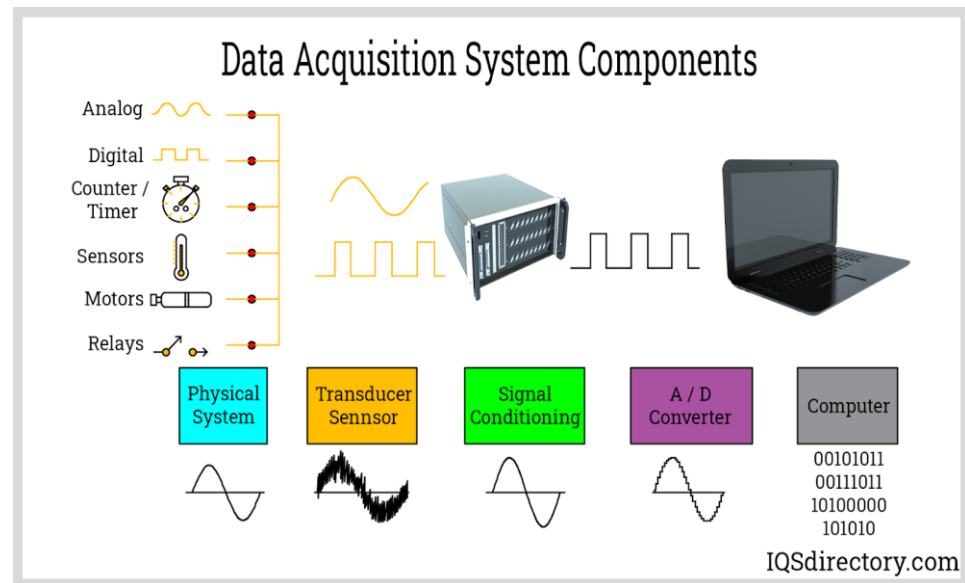 Data Acquisition System Components
Analog
Digital
Counter /
Timer
Sensors
Motors
Relays
Physical
System
Transducer
Sennsor
Signal
Conditioning
A / D
Converter
Computer
00101011
00111011
10100000
101010
IQSdirectory.com